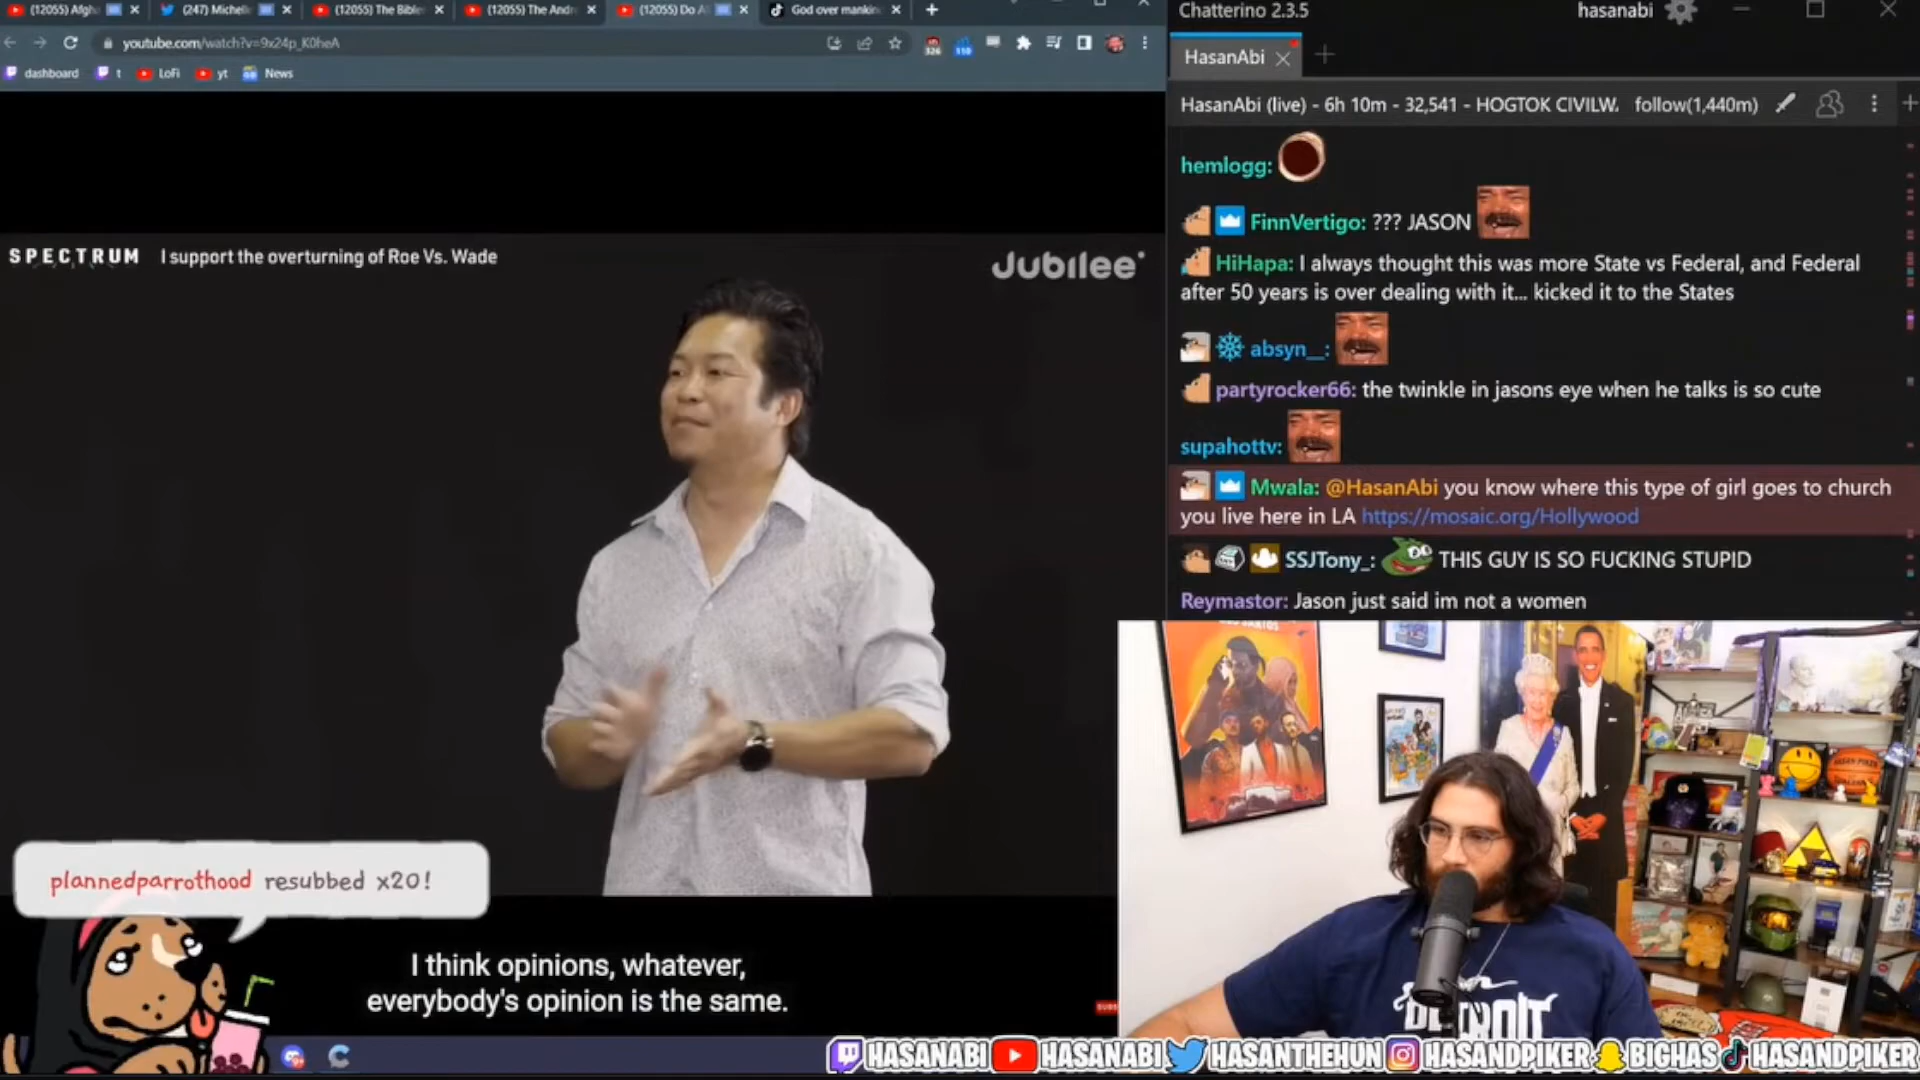 (12055) Afgh
(247) Michell
(12055) The Bible
(12055) The Andr
(12055) Do A
God over mankin
youtube.com/watch?v=9x24p_K0heA
326
110
dashboard
t
LoFi
yt
News
SPECTRUM
I support the overturning of Roe Vs. Wade
Jubilee
plannedparrothood resubbed x20!
I think opinions, whatever,
everybody's opinion is the same.
Chatterino 2.3.5
hasanabi
HasanAbi
HasanAbi (live) - 6h 10m - 32,541 - HOGTOK CIVILW. follow(1,440m)
hemlogg:
FinnVertigo: ??? JASON
HiHapa: I always thought this was more State vs Federal, and Federal
after 50 years is over dealing with it... kicked it to the States
absyn__:
partyrocker66: the twinkle in jasons eye when he talks is so cute
supahottv:
Mwala: @HasanAbi you know where this type of girl goes to church
you live here in LA https://mosaic.org/Hollywood
SSJTony_: THIS GUY IS SO FUCKING STUPID
Reymastor: Jason just said im not a women
DETROIT
HASANABI HASANABI HASANTHEHUN HASANDPIKER BIGHAS HASANDPIKER